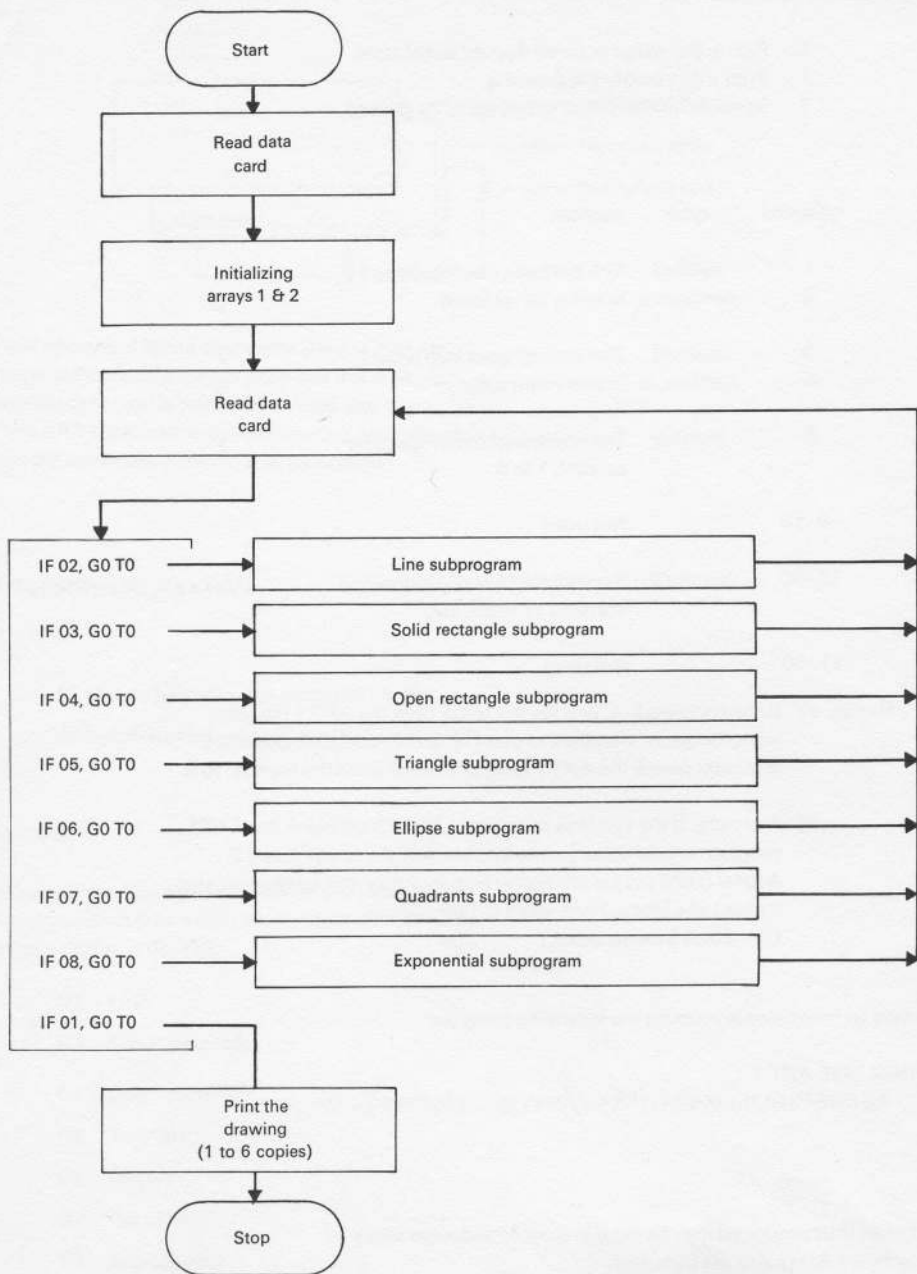 Start
Read data
card
Initializing
arrays 1 & 2
Read data
card
IF 02, G0 T0
Line subprogram
IF 03, G0 T0
Solid rectangle subprogram
IF 04, G0 T0
Open rectangle subprogram
IF 05, G0 T0
Triangle subprogram
IF 06, G0 T0
Ellipse subprogram
IF 07, G0 T0
Quadrants subprogram
IF 08, G0 T0
Exponential subprogram
IF 01, G0 T0
Print the
drawing
(1 to 6 copies)
Stop